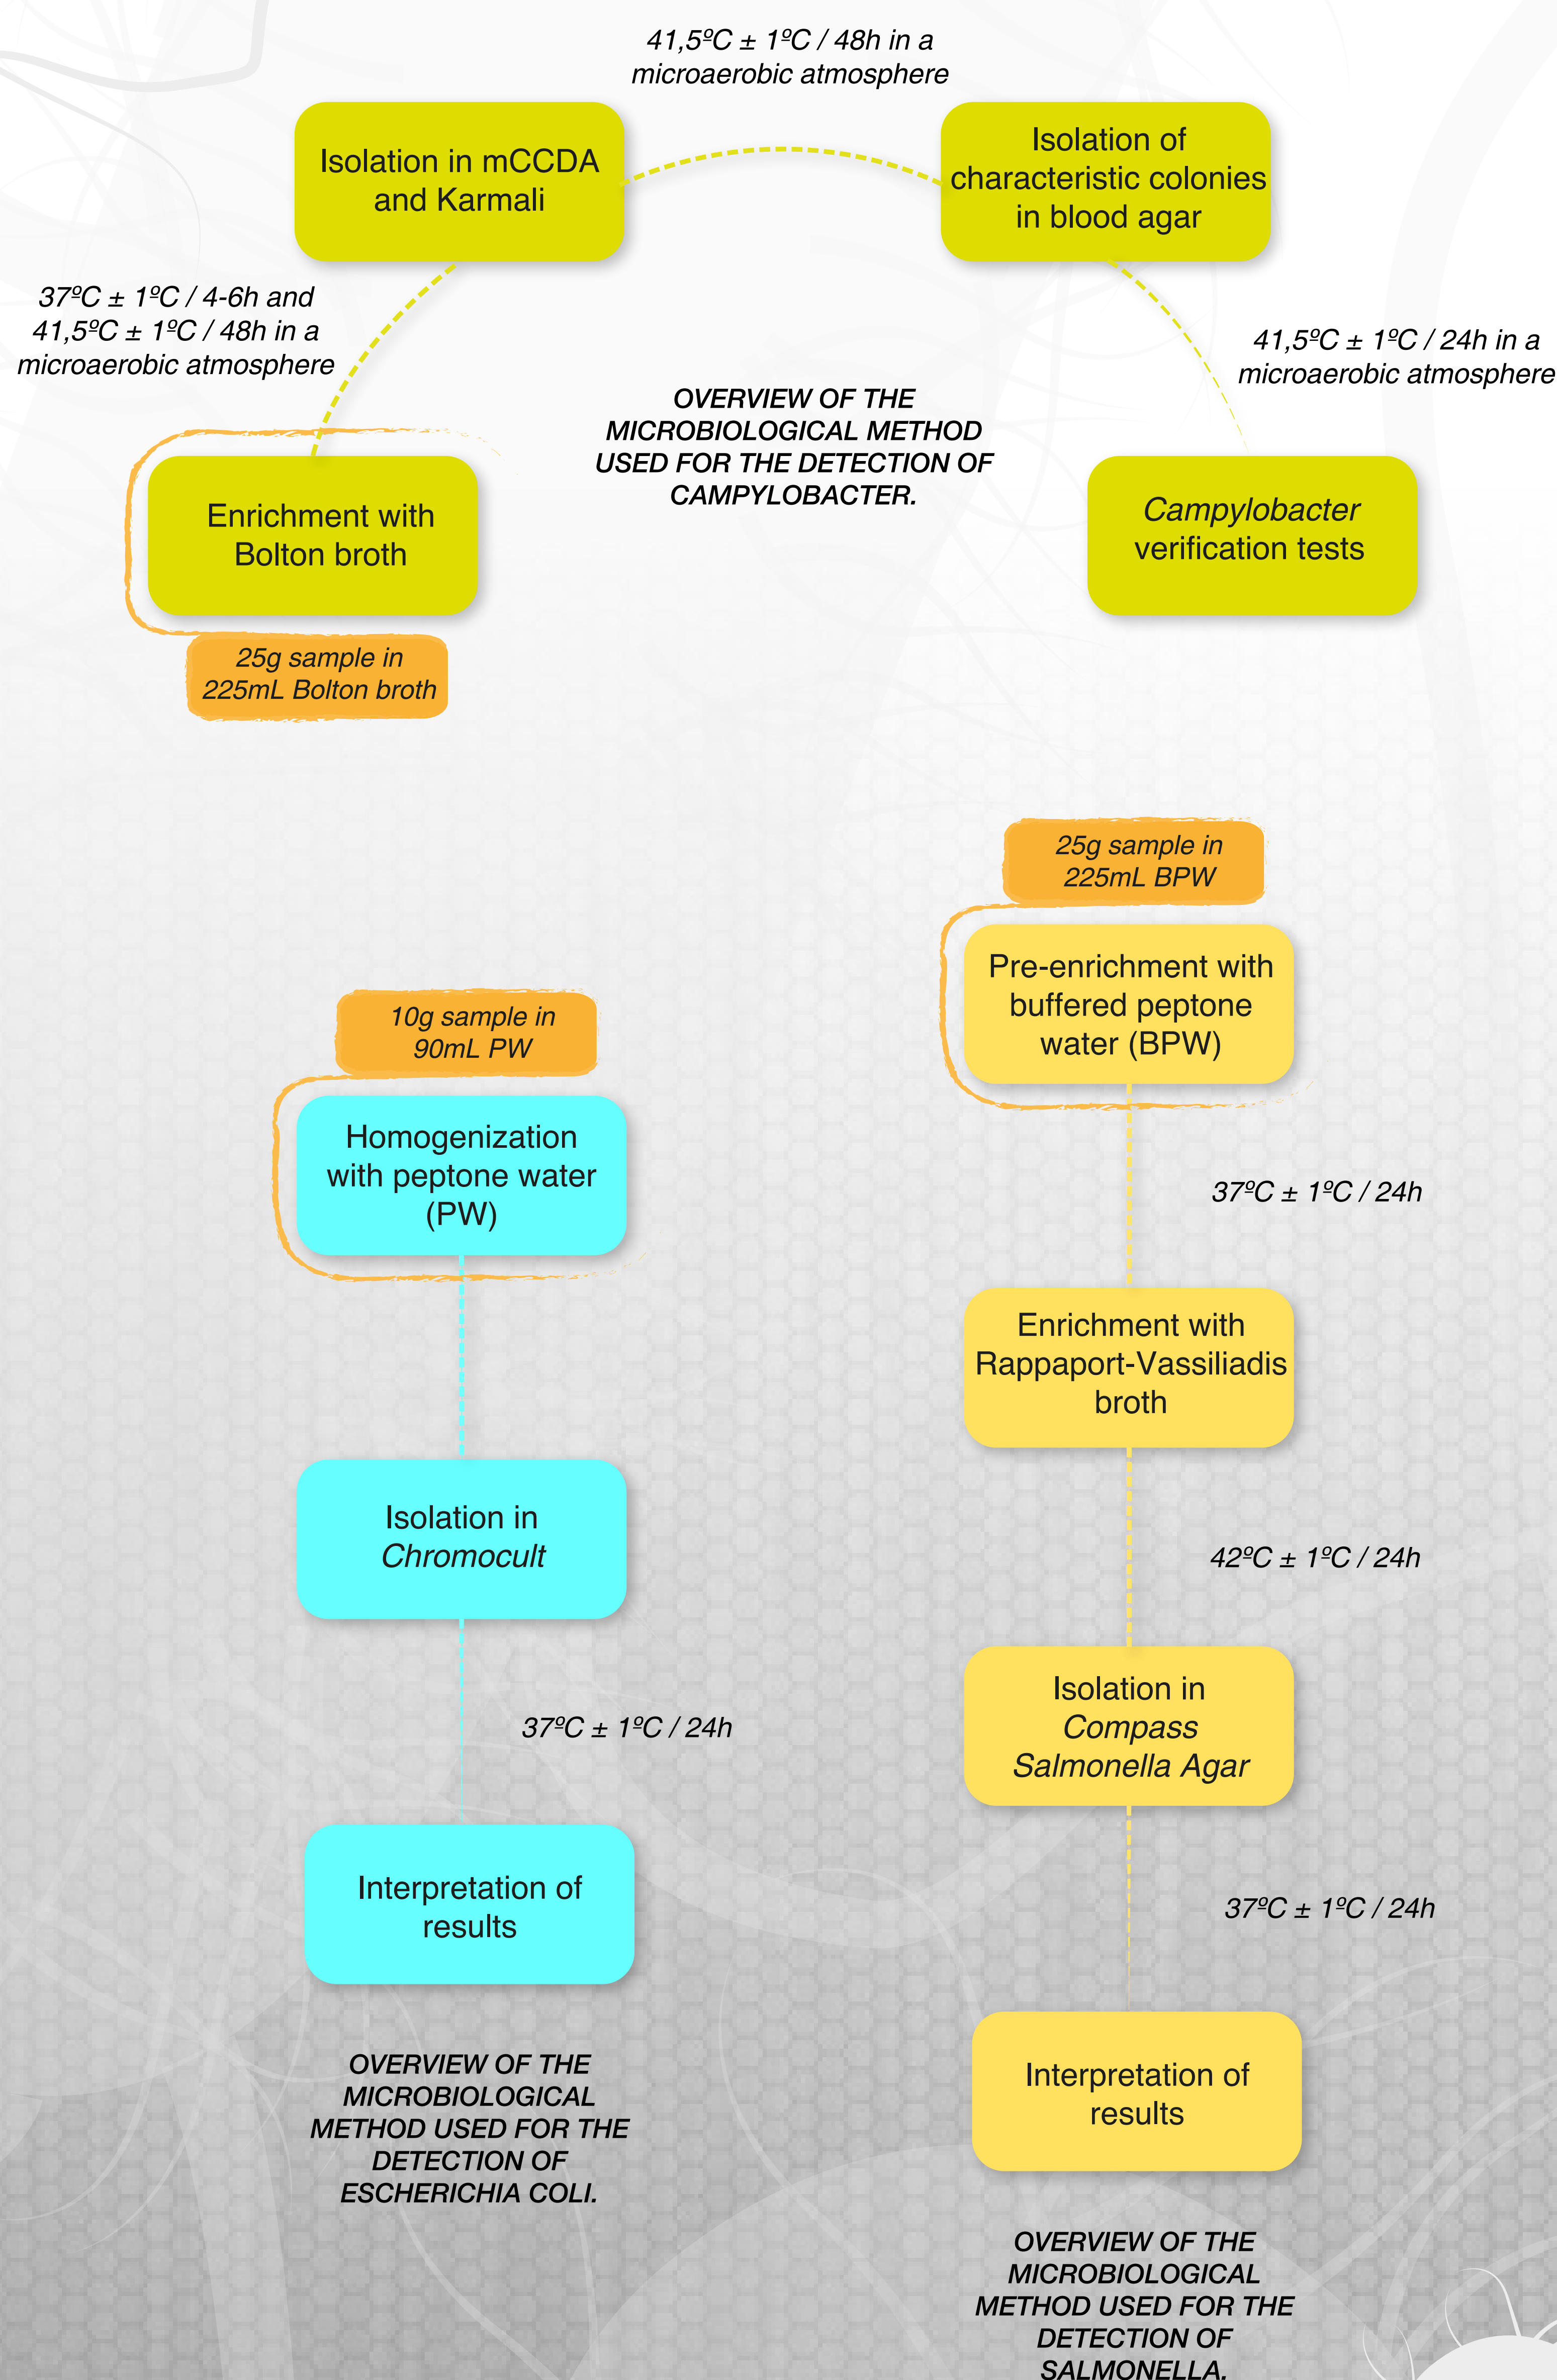 41,5ºC ± 1ºC / 48h in a
microaerobic atmosphere
Isolation in mCCDA
and Karmali
Isolation of
characteristic colonies
in blood agar
37ºC ± 1ºC / 4-6h and
41,5ºC ± 1ºC / 48h in a
microaerobic atmosphere
41,5ºC ± 1ºC / 24h in a
microaerobic atmosphere
OVERVIEW OF THE
MICROBIOLOGICAL METHOD
USED FOR THE DETECTION OF
CAMPYLOBACTER.
Enrichment with
Bolton broth
Campylobacter
verification tests
25g sample in
225mL Bolton broth
10g sample in
90mL PW
Homogenization
with peptone water
(PW)
Isolation in
Chromocult
37ºC ± 1ºC / 24h
Interpretation of
results
OVERVIEW OF THE
MICROBIOLOGICAL
METHOD USED FOR THE
DETECTION OF
ESCHERICHIA COLI.
25g sample in
225mL BPW
Pre-enrichment with
buffered peptone
water (BPW)
37ºC ± 1ºC / 24h
Enrichment with
Rappaport-Vassiliadis
broth
42ºC ± 1ºC / 24h
Isolation in
Compass
Salmonella Agar
37ºC ± 1ºC / 24h
Interpretation of
results
OVERVIEW OF THE
MICROBIOLOGICAL
METHOD USED FOR THE
DETECTION OF
SALMONELLA.